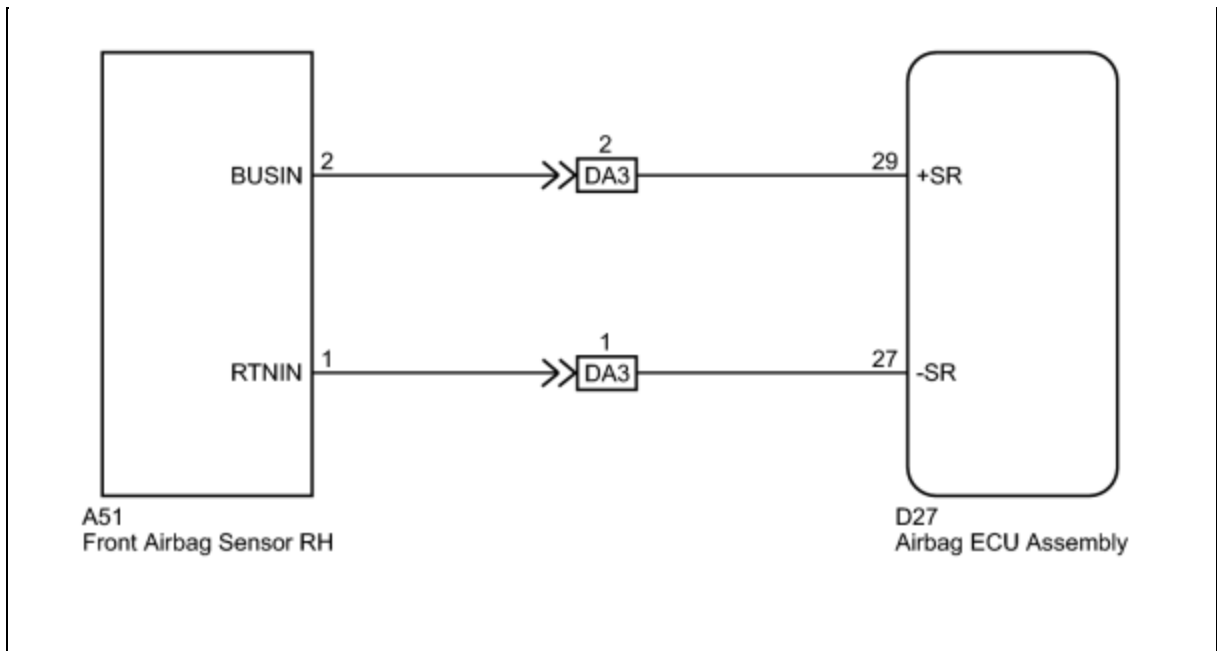 2
BUSIN 2 DA3 29 +SR
1
RTNIN 1 DA3 27 -SR
A51
Front Airbag Sensor RH
D27
Airbag ECU Assembly